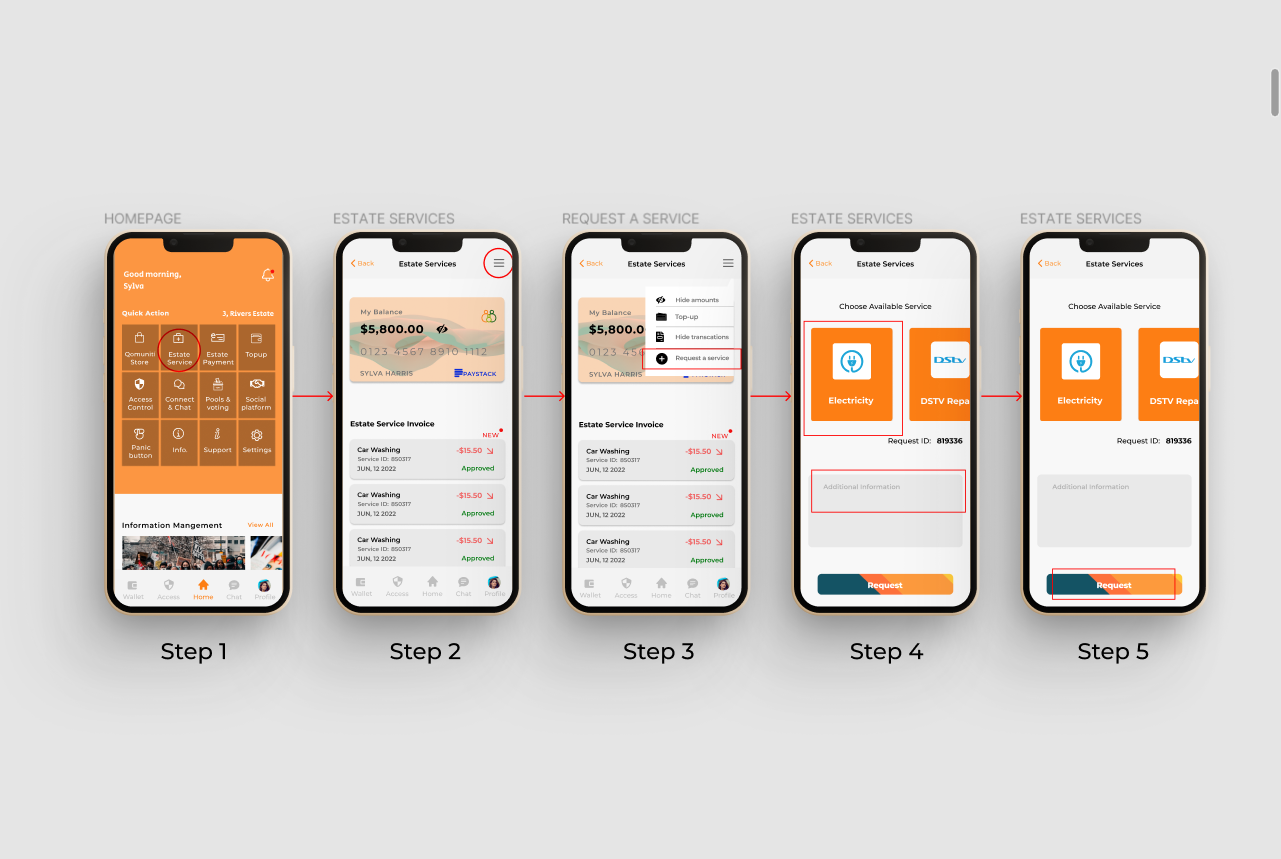 HOMEPAGE
Good morning,
Sylva
Quick Action
3, Rivers Estate
Qomuniti
Store
Estate
Service
Estate
Payment
Topup
Access
Control
Connect
& Chat
Pools &
voting
Social
platform
Panic
button
Info.
Support
Settings
Information Mangement
View All
Wallet
Access
Home
Chat
Profile
Step 1
ESTATE SERVICES
Back
Estate Services
My Balance
$5,800.00
0123 4567 8910 1112
SYLVA HARRIS
PAYSTACK
Estate Service Invoice
NEW
Car Washing
-$15.50
Service ID: 850317
JUN, 12 2022
Approved
Car Washing
-$15.50
Service ID: 850317
JUN, 12 2022
Approved
Car Washing
-$15.50
Service ID: 850317
JUN, 12 2022
Approved
Wallet
Access
Home
Chat
Profile
Step 2
REQUEST A SERVICE
Back
Estate Services
Hide amounts
Top-up
Hide transcations
Request a service
My Balance
$5,800.0
0123 456
SYLVA HARRIS
Estate Service Invoice
NEW
Car Washing
-$15.50
Service ID: 850317
JUN, 12 2022
Approved
Car Washing
-$15.50
Service ID: 850317
JUN, 12 2022
Approved
Car Washing
-$15.50
Service ID: 850317
JUN, 12 2022
Approved
Wallet
Access
Home
Chat
Profile
Step 3
ESTATE SERVICES
Back
Estate Services
Choose Available Service
Electricity
DStv
DSTV Repa
Request ID: 819336
Additional Information
Request
Step 4
ESTATE SERVICES
Back
Estate Services
Choose Available Service
Electricity
DStv
DSTV Repa
Request ID: 819336
Additional Information
Request
Step 5